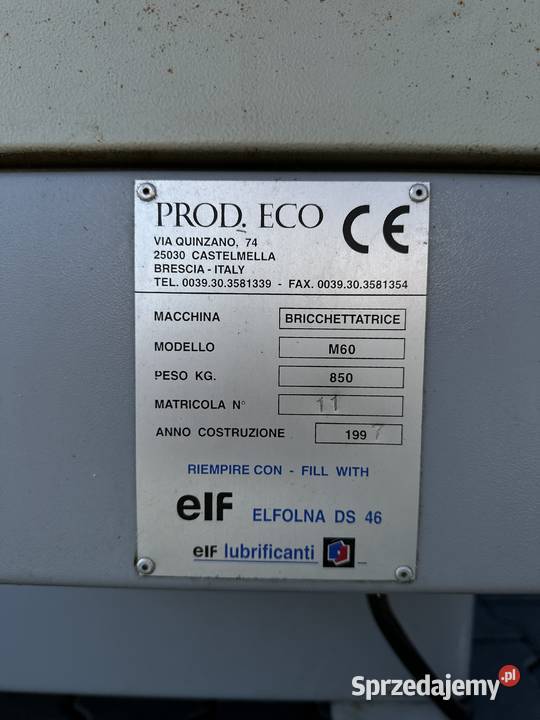 PROD. ECO CE
VIA QUINZANO, 74
25030 CASTELMELLA
BRESCIA - ITALY
TEL. 0039.30.3581339 - FAX. 0039.30.3581354
MACCHINA BRICCHETTATRICE
MODELLO M60
PESO KG. 850
MATRICOLA N° 11
ANNO COSTRUZIONE 1997
RIEMPIRE CON - FILL WITH
elf ELFOLNA DS 46
elf lubrificanti
Sprzedajemy.pl